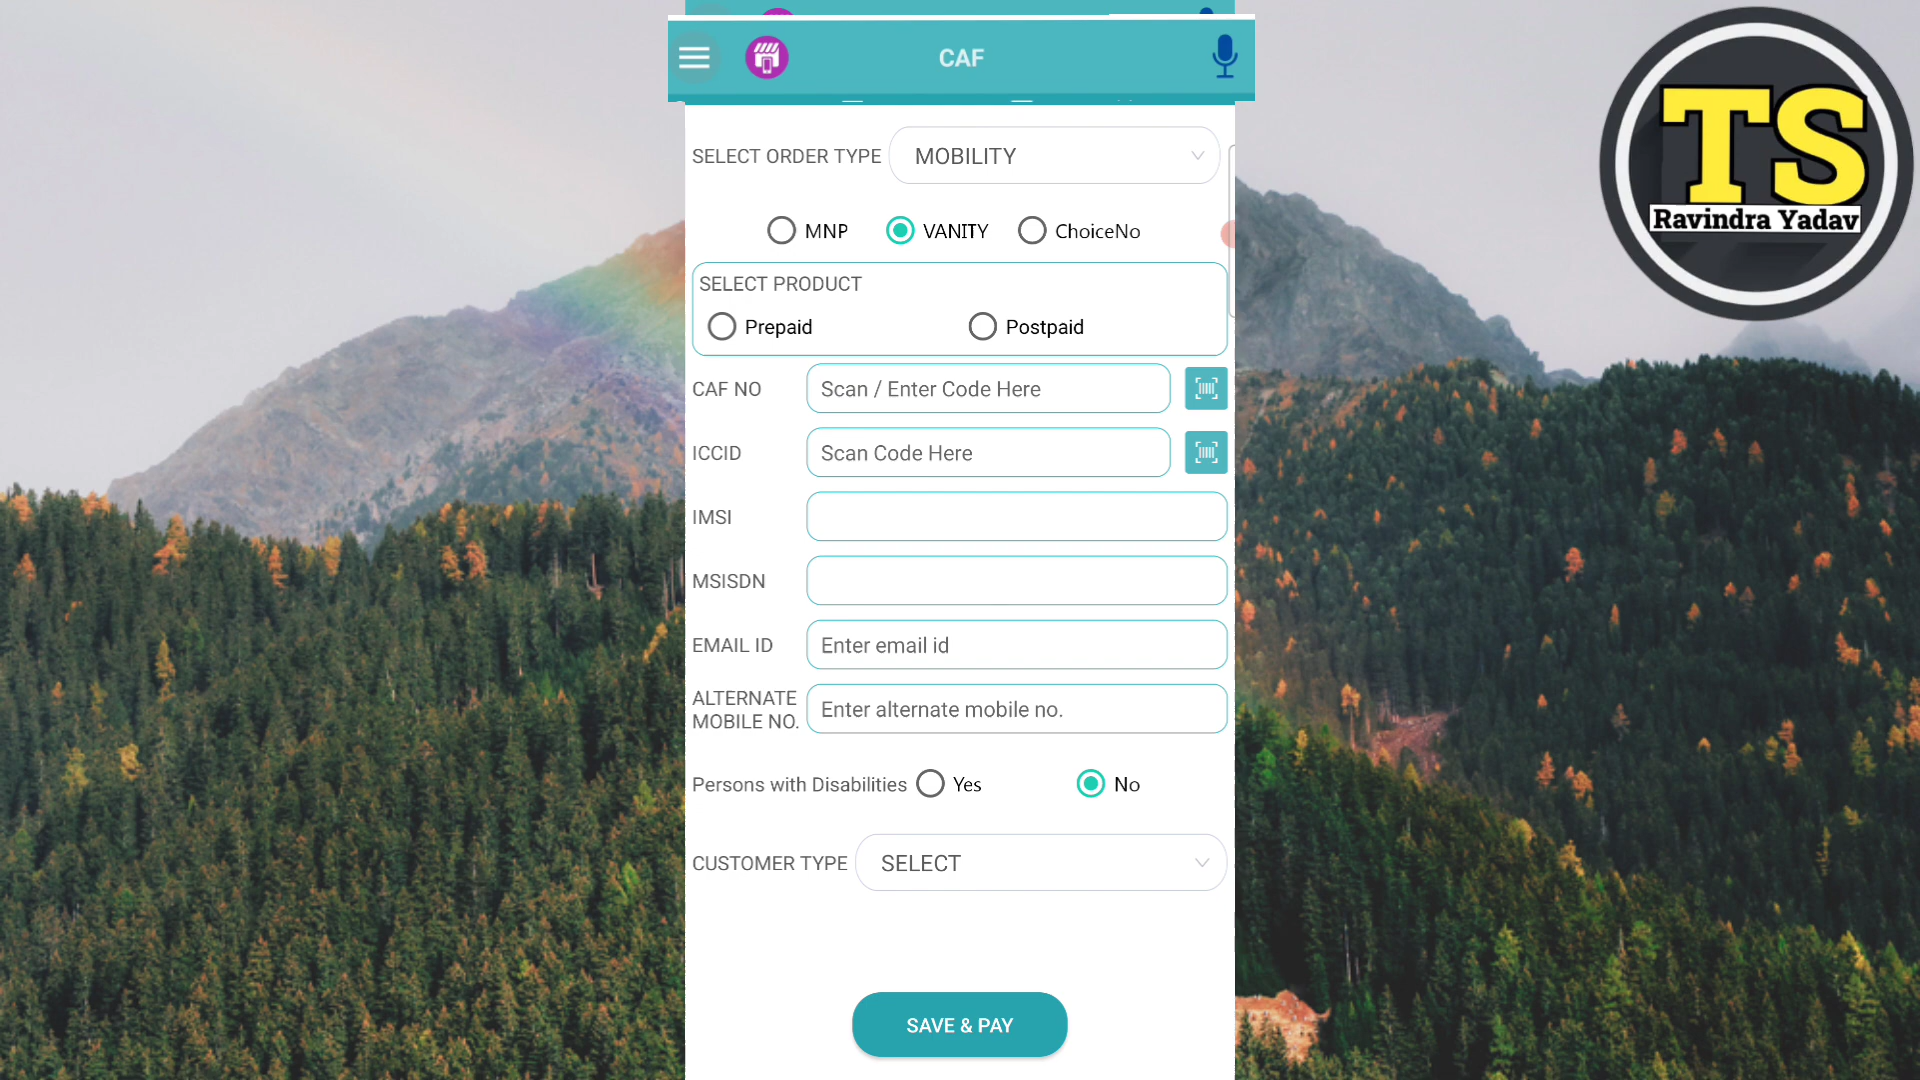 CAF
SELECT ORDER TYPE MOBILITY
MNP VANITY ChoiceNo
SELECT PRODUCT
Prepaid Postpaid
CAF NO Scan / Enter Code Here
ICCID Scan Code Here
IMSI
MSISDN
EMAIL ID Enter email id
ALTERNATE
MOBILE NO. Enter alternate mobile no.
Persons with Disabilities Yes No
CUSTOMER TYPE SELECT
SAVE & PAY
TS
Ravindra Yadav